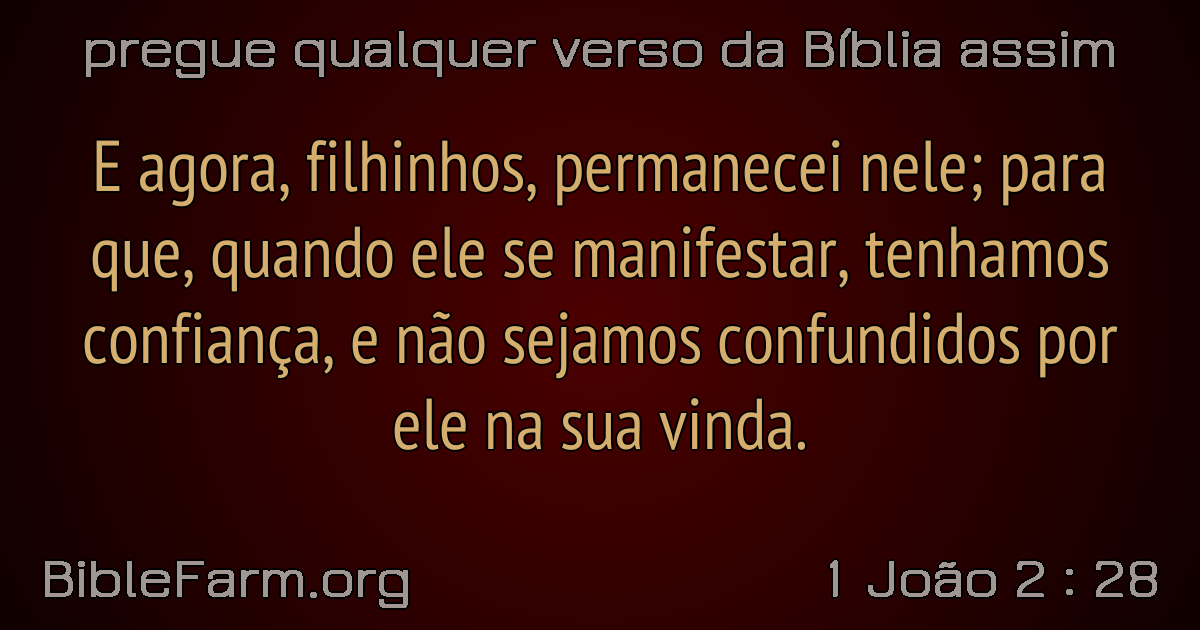 pregue qualquer verso da Bíblia assim
E agora, filhinhos, permanecei nele; para
que, quando ele se manifestar, tenhamos
confiança, e não sejamos confundidos por
ele na sua vinda.
BibleFarm.org
1 João 2 : 28